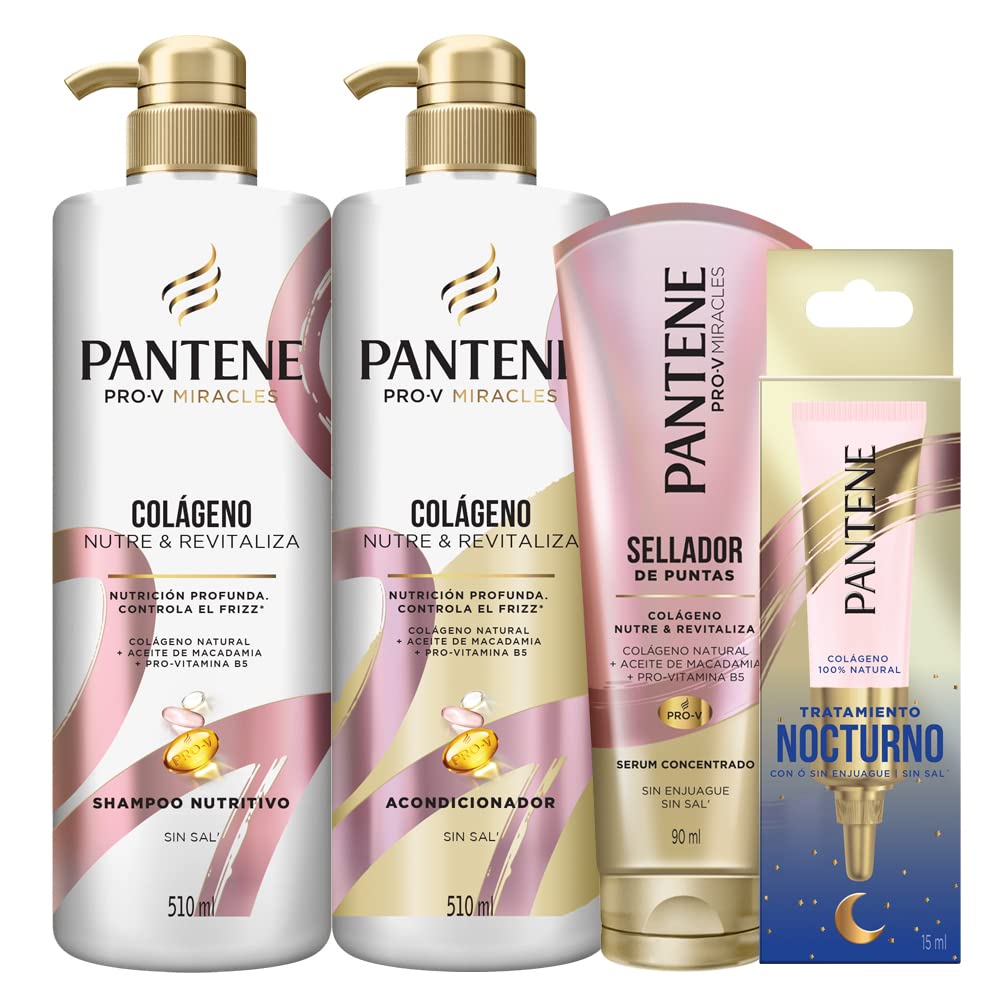 PANTENE
PRO-V MIRACLES
COLÁGENO
NUTRE & REVITALIZA
NUTRICIÓN PROFUNDA.
CONTROLA EL FRIZZ*
COLÁGENO NATURAL
+ ACEITE DE MACADAMIA
+ PRO-VITAMINA B5
PRO-V
SHAMPOO NUTRITIVO
SIN SAL'
510 ml
PANTENE
PRO-V MIRACLES
COLÁGENO
NUTRE & REVITALIZA
NUTRICIÓN PROFUNDA.
CONTROLA EL FRIZZ*
COLÁGENO NATURAL
+ ACEITE DE MACADAMIA
+ PRO-VITAMINA B5
PRO-V
ACONDICIONADOR
SIN SAL'
510 ml
PANTENE
PRO-V MIRACLES
SELLADOR
DE PUNTAS
COLÁGENO
NUTRE & REVITALIZA
COLÁGENO NATURAL
+ ACEITE DE MACADAMIA
+ PRO-VITAMINA B5
PRO-V
SERUM CONCENTRADO
SIN ENJUAGUE
SIN SAL'
90 ml
PANTENE
COLÁGENO
100% NATURAL
TRATAMIENTO
NOCTURNO
CON Ó SIN ENJUAGUE | SIN SAL'
15 ml